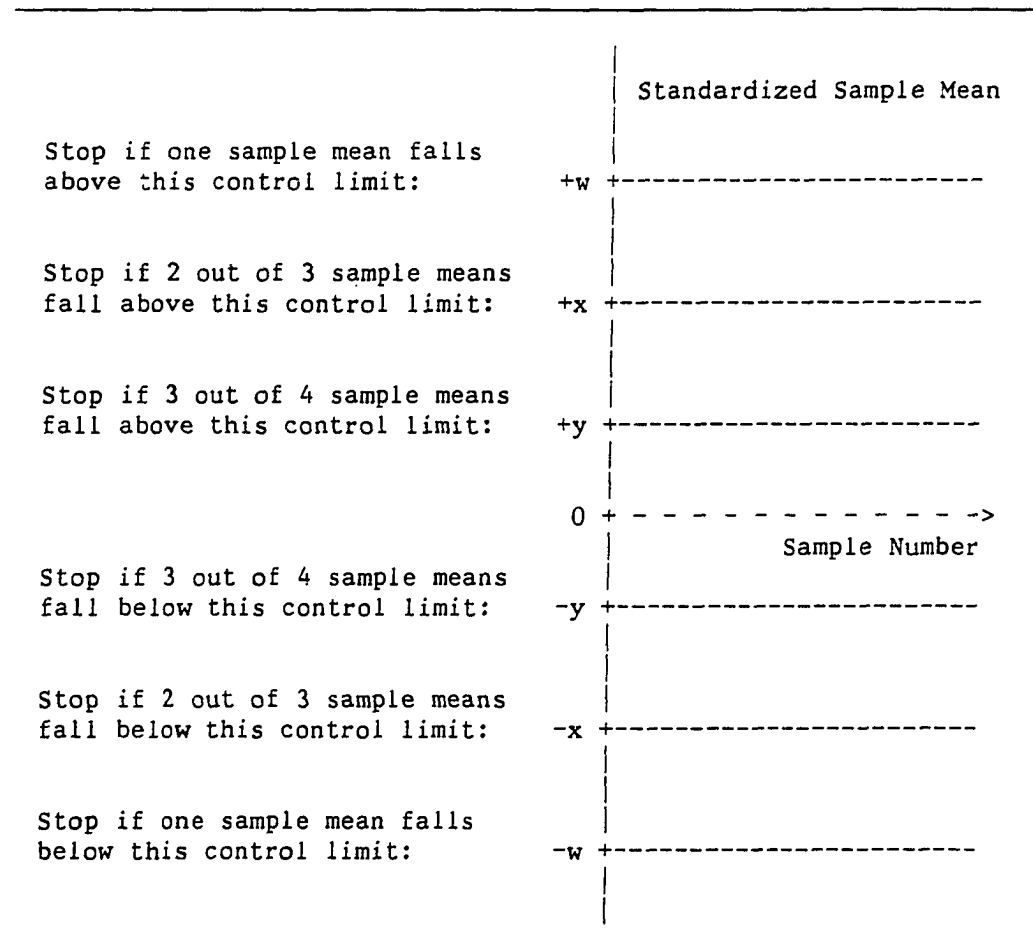 Standardized Sample Mean
Stop if one sample mean falls
above this control limit: +w +------------------------
Stop if 2 out of 3 sample means
fall above this control limit: +x +------------------------
Stop if 3 out of 4 sample means
fall above this control limit: +y +------------------------
0 + - - - - - - - - - - - - ->
Sample Number
Stop if 3 out of 4 sample means
fall below this control limit: -y +------------------------
Stop if 2 out of 3 sample means
fall below this control limit: -x +------------------------
Stop if one sample mean falls
below this control limit: -w +------------------------